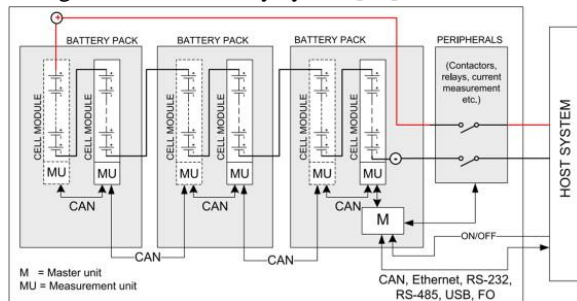 BATTERY PACK
BATTERY PACK
BATTERY PACK
PERIPHERALS
(Contactors,
relays, current
measurement
etc.)
CELL MODULE
CELL MODULE
CELL MODULE
CELL MODULE
CELL MODULE
CELL MODULE
HOST SYSTEM
MU
MU
MU
MU
MU
MU
CAN
CAN
CAN
M
ON/OFF
CAN
CAN
M = Master unit
MU = Measurement unit
CAN, Ethernet, RS-232,
RS-485, USB, FO